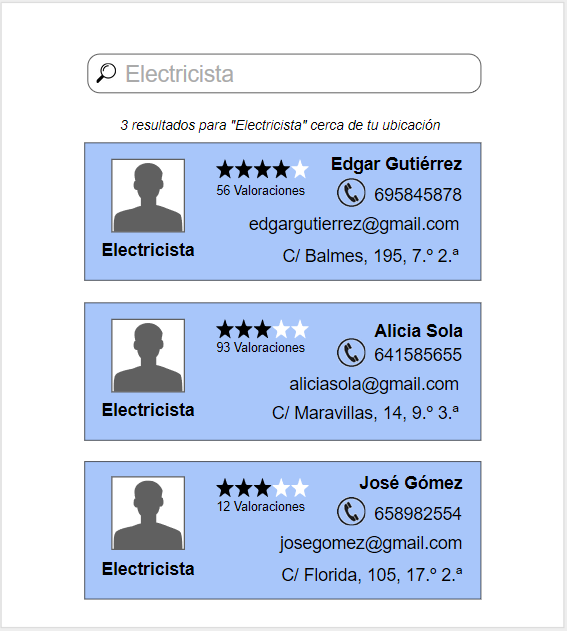 Electricista
3 resultados para "Electricista" cerca de tu ubicación
Edgar Gutiérrez
56 Valoraciones
695845878
edgargutierrez@gmail.com
Electricista
C/ Balmes, 195, 7.º 2.ª
Alicia Sola
93 Valoraciones
641585655
aliciasola@gmail.com
Electricista
C/ Maravillas, 14, 9.º 3.ª
José Gómez
12 Valoraciones
658982554
josegomez@gmail.com
Electricista
C/ Florida, 105, 17.º 2.ª